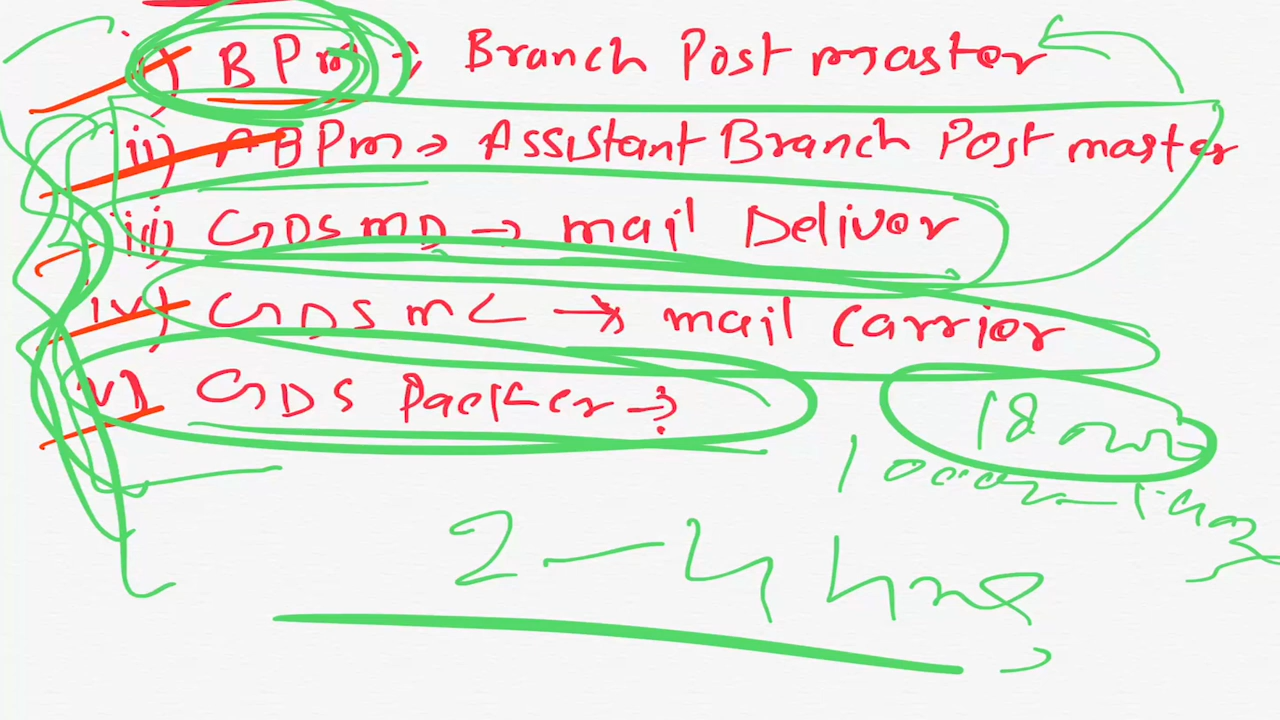 i) BPm → Branch Post master
ii) ABPm → Assistant Branch Post master
iii) GDS mD → mail Deliver
iv) GDS mC → mail Carrier
v) GDS Packer →
18
2 - 4 hrs